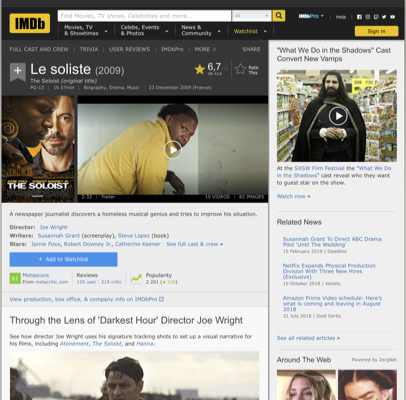 IMDb
Find Movies, TV shows, Celebrities and more...
All
IMDbPro
Help
Movies, TV & Showtimes
Celebs, Events & Photos
News & Community
Watchlist
Sign in
FULL CAST AND CREW | TRIVIA | USER REVIEWS | IMDbPro | MORE
SHARE
Le soliste (2009)
The Soloist (original title)
PG-13 | 1h 57min | Biography, Drama, Music | 23 December 2009 (France)
6,7
Rate This
THE SOLOIST
2:32 | Trailer
10 VIDEOS | 83 IMAGES
A newspaper journalist discovers a homeless musical genius and tries to improve his situation.
Director: Joe Wright
Writers: Susannah Grant (screenplay), Steve Lopez (book)
Stars: Jamie Foxx, Robert Downey Jr., Catherine Keener | See full cast & crew »
+ Add to Watchlist
61
Metascore
From metacritic.com
Reviews
155 user | 215 critic
Popularity
2 201
View production, box office, & company info on IMDbPro
Through the Lens of 'Darkest Hour' Director Joe Wright
See how director Joe Wright uses his signature tracking shots to set up a visual narrative for his films, including Atonement, The Soloist, and Hanna.
"What We Do in the Shadows" Cast Convert New Vamps
At the SXSW Film Festival the "What We Do in the Shadows" cast reveal who they want to guest star on the show.
Watch now »
Related News
Susannah Grant To Direct ABC Drama Pilot 'Until The Wedding'
15 February 2019 | Deadline
Netflix Expands Physical Production Division With Three New Hires (Exclusive)
10 October 2018 | Variety
Amazon Prime Video schedule: Here's what is coming and leaving in August 2018
31 July 2018 | Gold Derby
See all related articles »
Around The Web
Powered by ZergNet